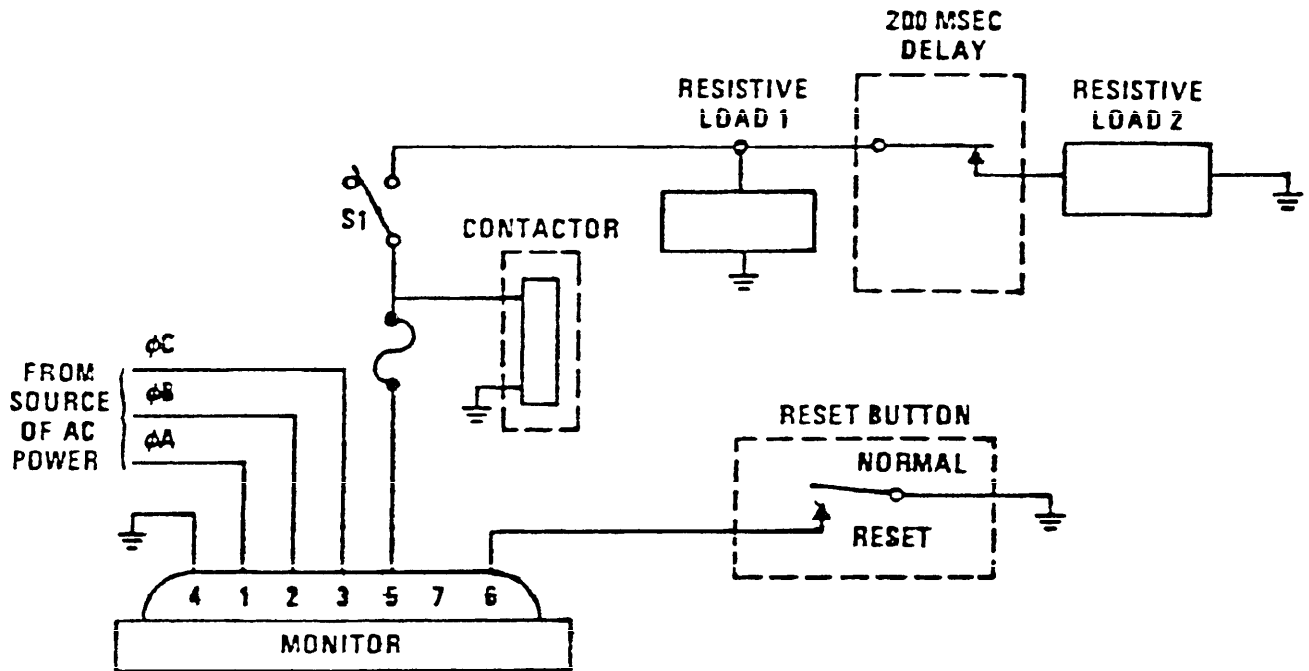 200 MSEC
DELAY
RESISTIVE
LOAD 1
RESISTIVE
LOAD 2
S1
CONTACTOR
FROM
SOURCE
OF AC
POWER
ϕC
ϕB
ϕA
RESET BUTTON
NORMAL
RESET
4 1 2 3 5 7 6
MONITOR